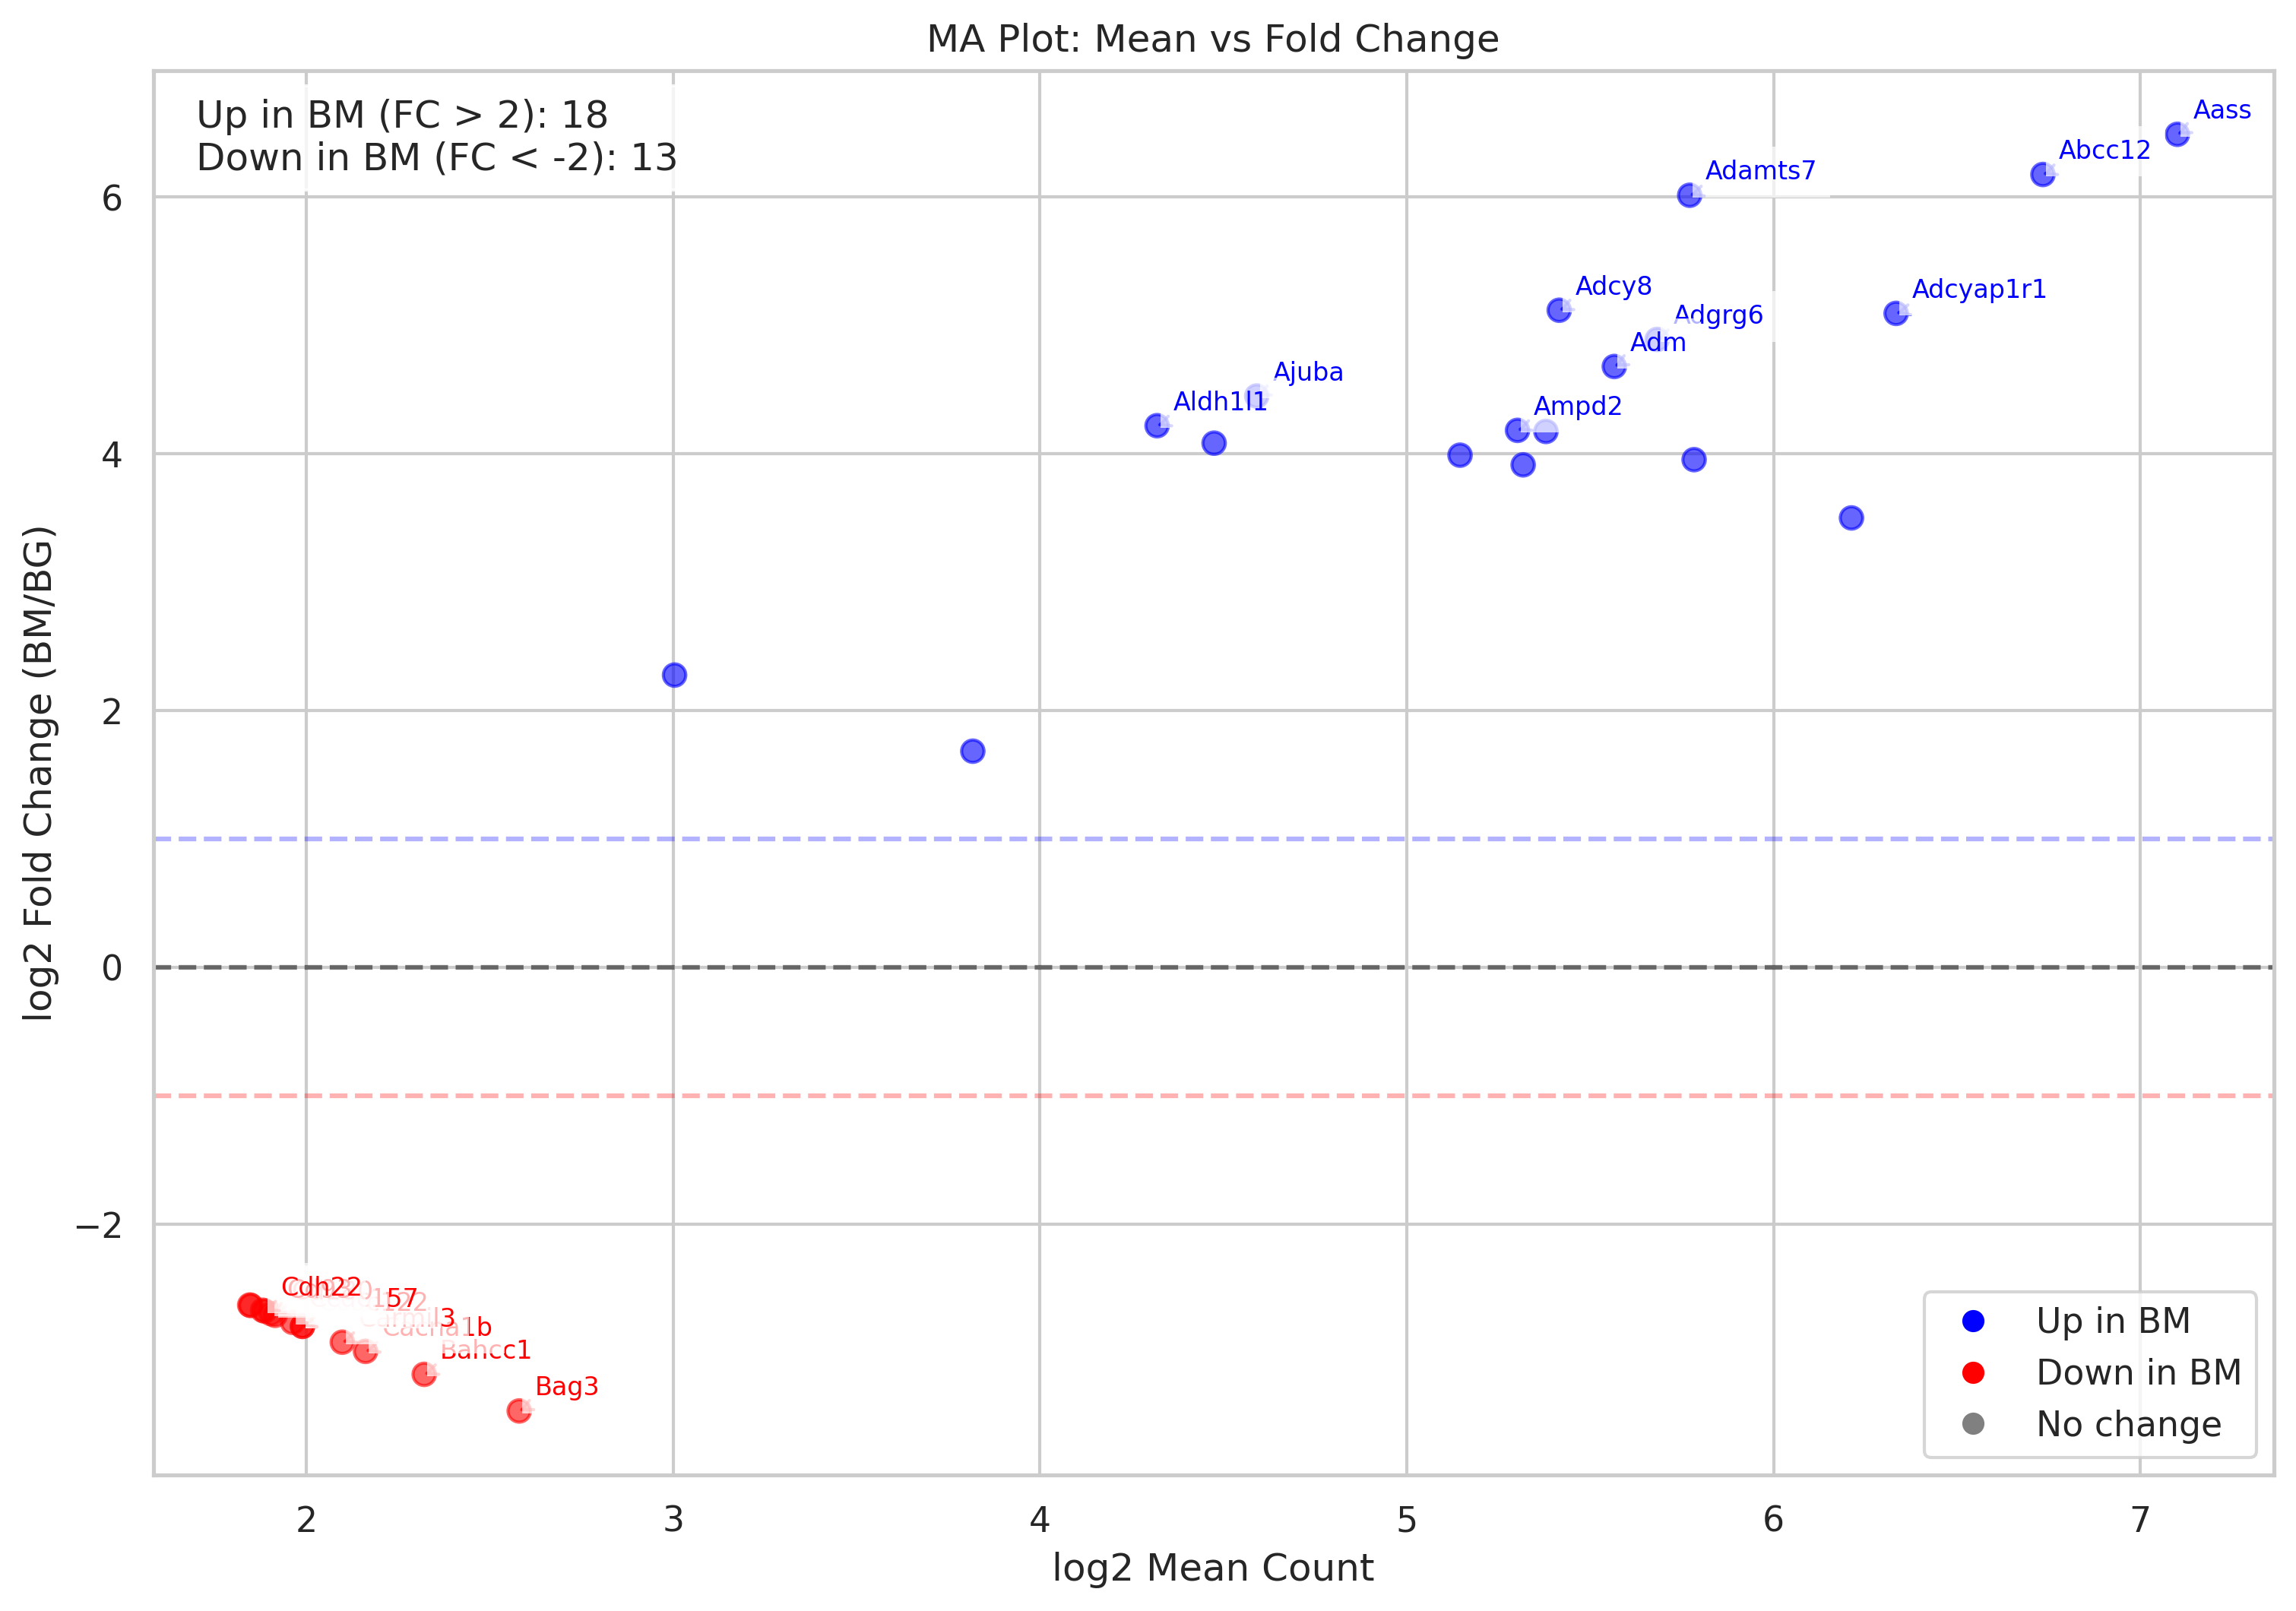 MA Plot: Mean vs Fold Change
Up in BM (FC > 2): 18
Down in BM (FC < -2): 13
Aass
Abcc12
Adamts7
Adcy8
Adcyap1r1
Adgrg6
Adm
Ajuba
Aldh1l1
Ampd2
6
4
2
0
−2
log2 Fold Change (BM/BG)
Cdh22
57
Cacna1b
Bahcc1
Bag3
Up in BM
Down in BM
No change
2
3
4
5
6
7
log2 Mean Count